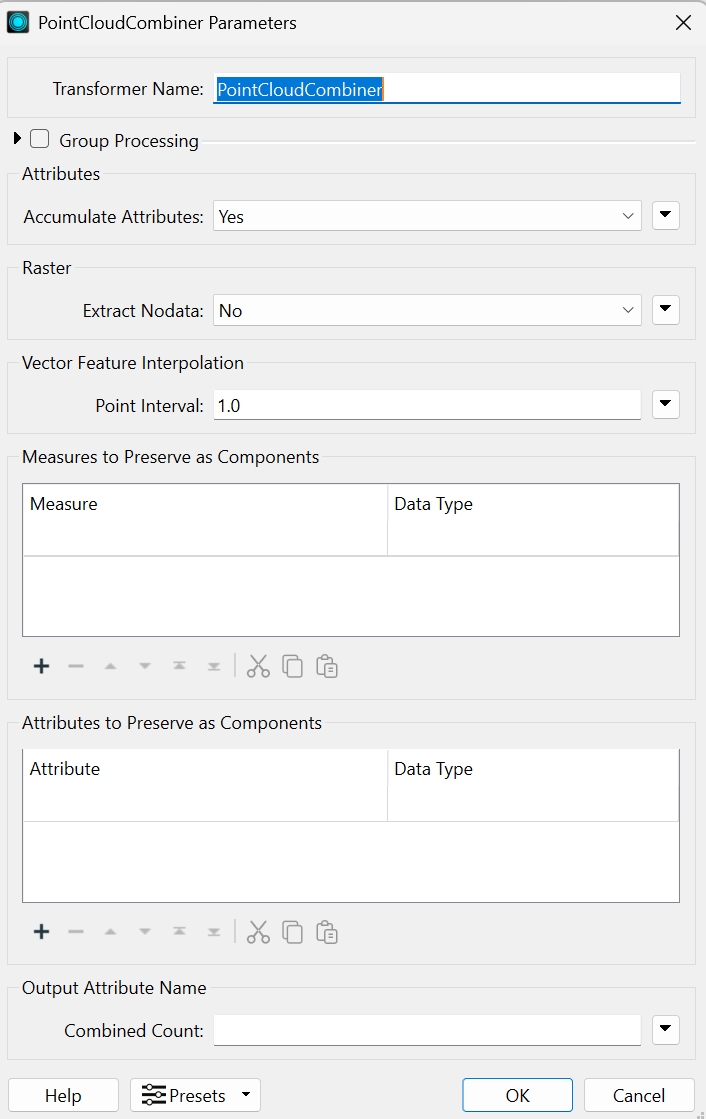 PointCloudCombiner Parameters
Transformer Name: PointCloudCombiner
Group Processing
Attributes
Accumulate Attributes: Yes
Raster
Extract Nodata: No
Vector Feature Interpolation
Point Interval: 1.0
Measures to Preserve as Components
Measure Data Type
Attributes to Preserve as Components
Attribute Data Type
Output Attribute Name
Combined Count:
Help Presets OK Cancel